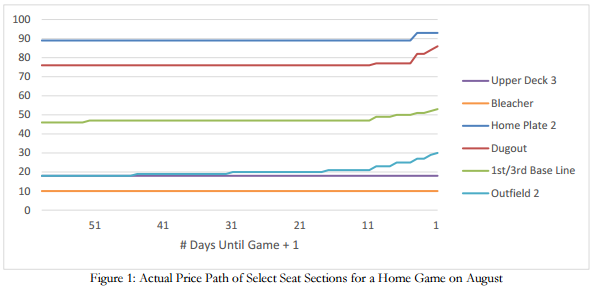 100
90
80
70
60
50
40
30
20
10
0
51 41 31 21 11 1
# Days Until Game + 1
Upper Deck 3
Bleacher
Home Plate 2
Dugout
1st/3rd Base Line
Outfield 2
Figure 1: Actual Price Path of Select Seat Sections for a Home Game on August